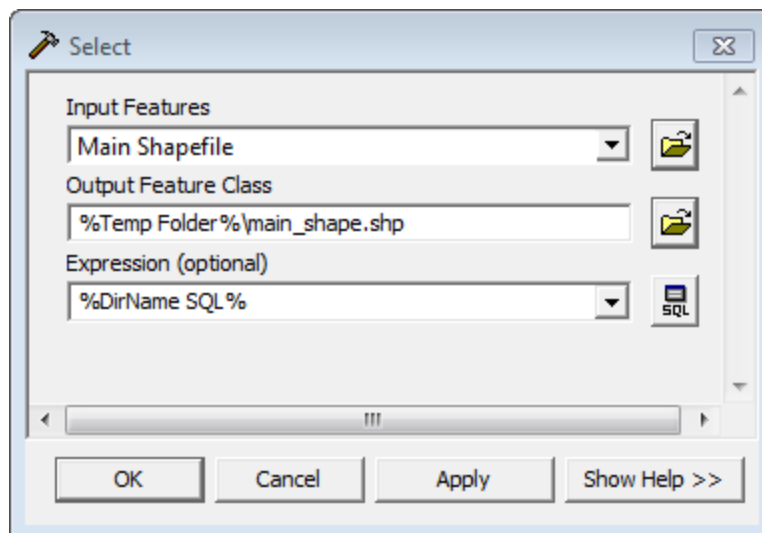 Select
Input Features
Main Shapefile
Output Feature Class
%Temp Folder%\main_shape.shp
Expression (optional)
%DirName SQL%
SQL
OK Cancel Apply Show Help >>